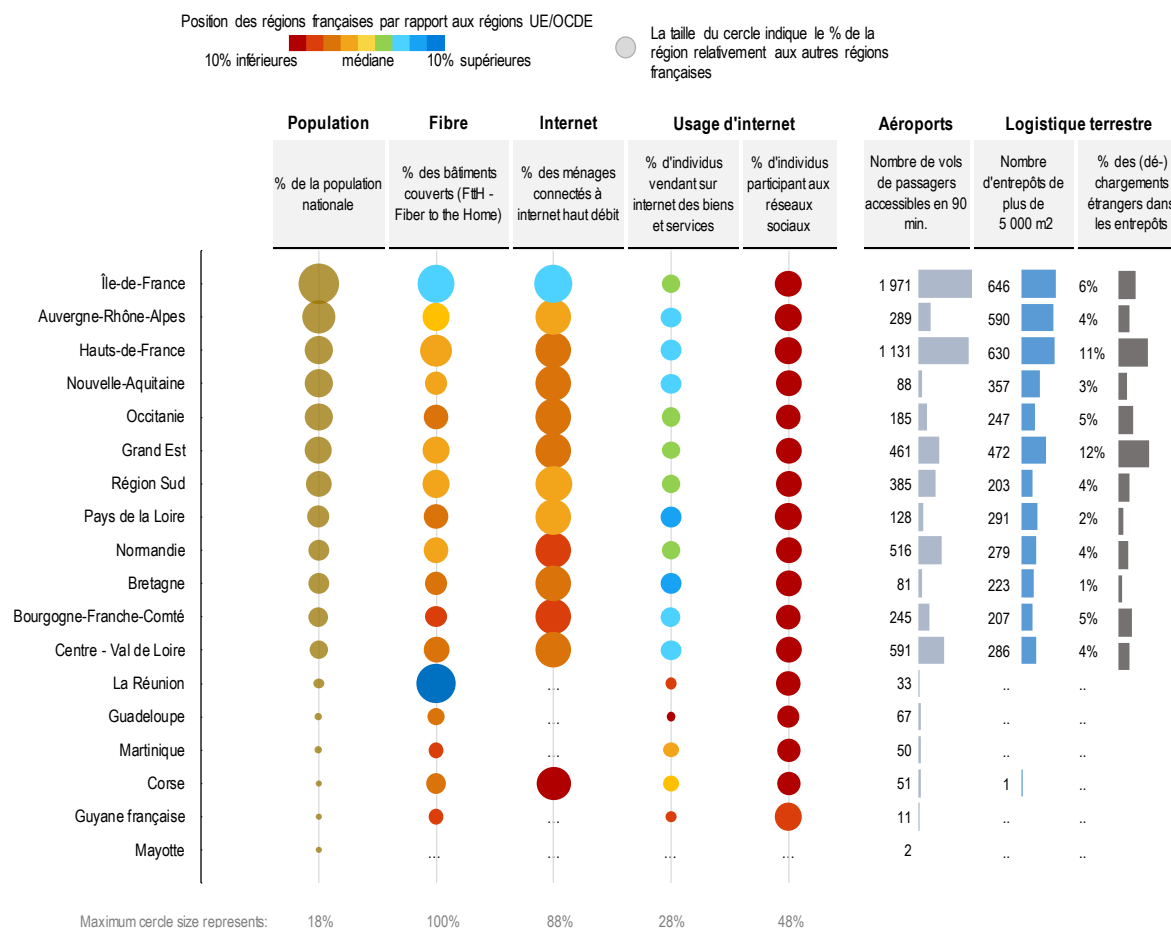 Position des régions françaises par rapport aux régions UE/OCDE
10% inférieures médiane 10% supérieures
La taille du cercle indique le % de la
région relativement aux autres régions
françaises
Population Fibre Internet Usage d'internet Aéroports Logistique terrestre
% de la population
nationale
% des bâtiments
couverts (FttH -
Fiber to the Home)
% des ménages
connectés à
internet haut débit
% d'individus
vendant sur
internet des biens
et services
% d'individus
participant aux
réseaux
sociaux
Nombre de vols
de passagers
accessibles en 90
min.
Nombre
d'entrepôts de
plus de
5 000 m2
% des (dé-)
chargements
étrangers dans
les entrepôts
Île-de-France 1 971 646 6%
Auvergne-Rhône-Alpes 289 590 4%
Hauts-de-France 1 131 630 11%
Nouvelle-Aquitaine 88 357 3%
Occitanie 185 247 5%
Grand Est 461 472 12%
Région Sud 385 203 4%
Pays de la Loire 128 291 2%
Normandie 516 279 4%
Bretagne 81 223 1%
Bourgogne-Franche-Comté 245 207 5%
Centre - Val de Loire 591 286 4%
La Réunion ... 33 .. ..
Guadeloupe ... 67 .. ..
Martinique ... 50 .. ..
Corse 51 1 ..
Guyane française ... 11 .. ..
Mayotte ... ... ... ... 2 .. ..
Maximum cercle size represents: 18% 100% 88% 28% 48%